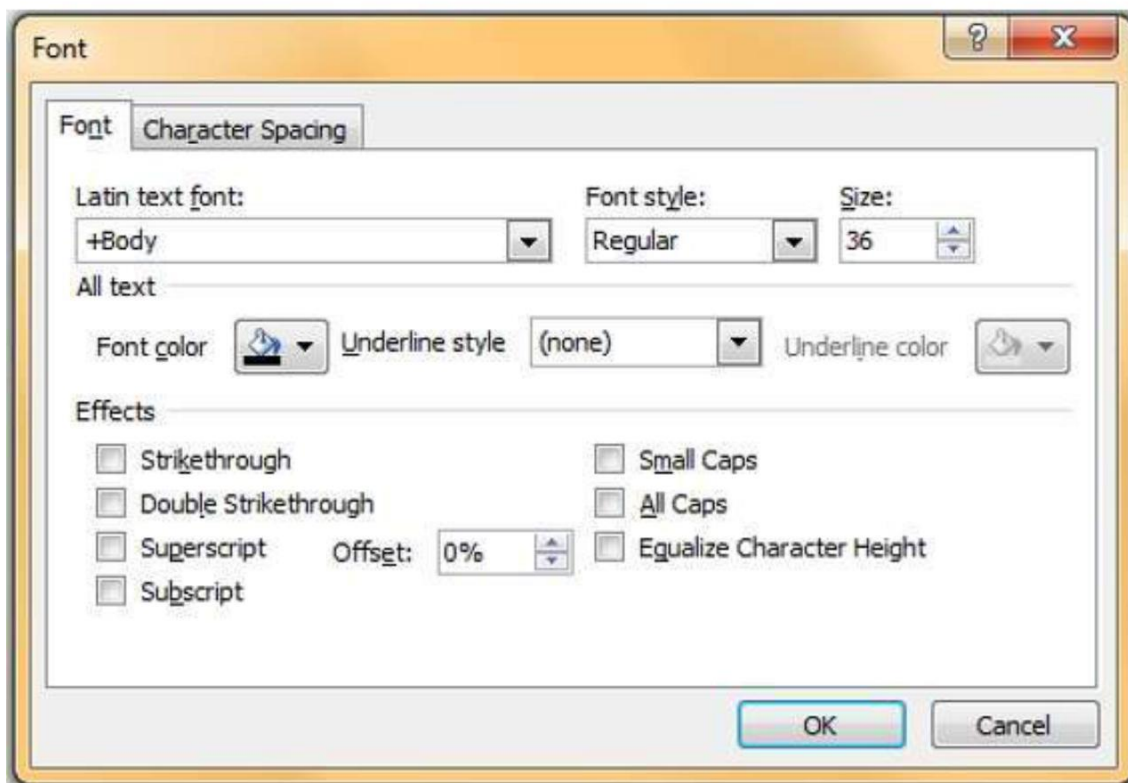 Font
Font Character Spacing
Latin text font: Font style: Size:
+Body Regular 36
All text
Font color Underline style (none) Underline color
Effects
Strikethrough Small Caps
Double Strikethrough All Caps
Superscript Offset: 0% Equalize Character Height
Subscript
OK Cancel